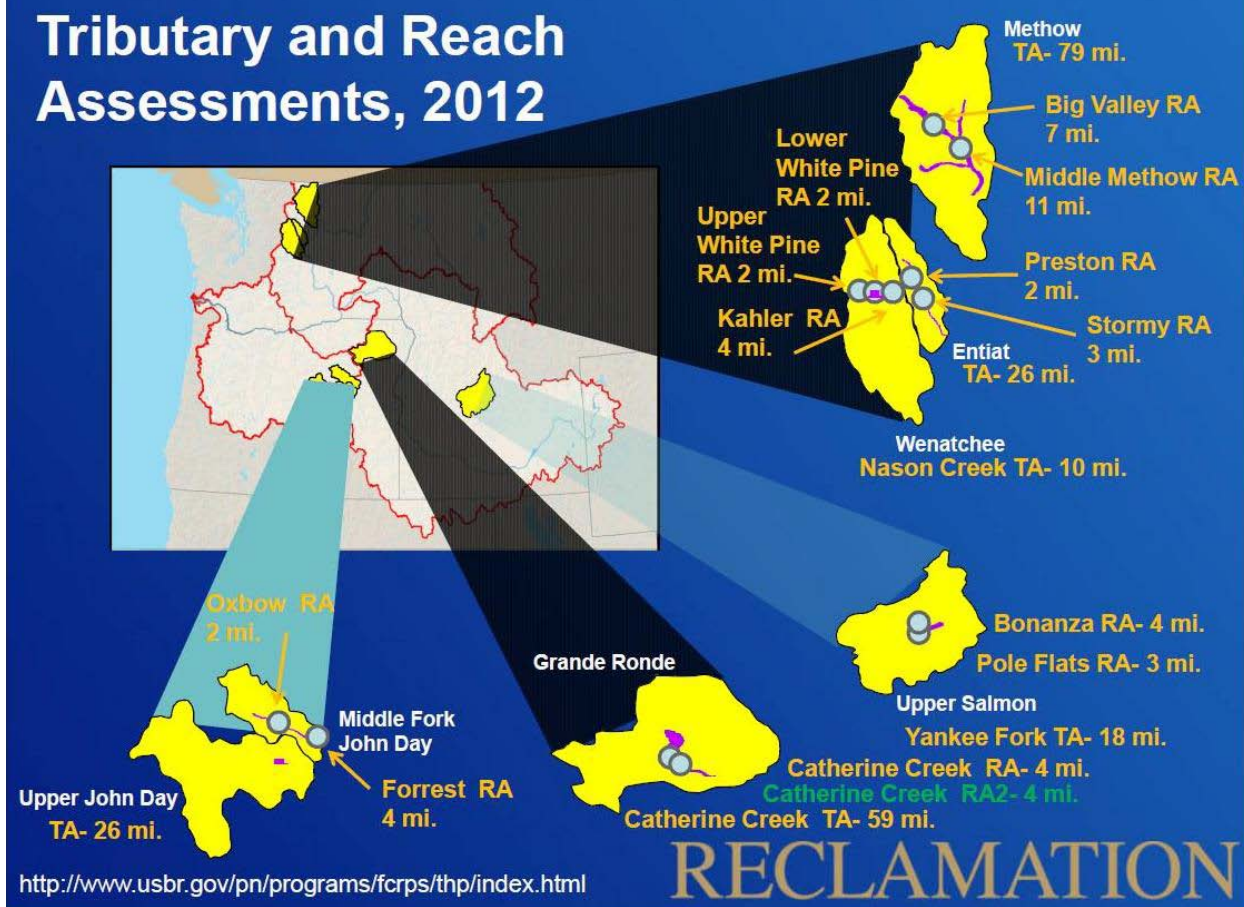 Tributary and Reach
Assessments, 2012
Methow
TA- 79 mi.
Big Valley RA
7 mi.
Middle Methow RA
11 mi.
Lower
White Pine
RA 2 mi.
Upper
White Pine
RA 2 mi.
Kahler RA
4 mi.
Preston RA
2 mi.
Stormy RA
3 mi.
Entiat
TA- 26 mi.
Wenatchee
Nason Creek TA- 10 mi.
Bonanza RA- 4 mi.
Pole Flats RA- 3 mi.
Upper Salmon
Yankee Fork TA- 18 mi.
Oxbow RA
2 mi.
Middle Fork
John Day
Forrest RA
4 mi.
Upper John Day
TA- 26 mi.
Grande Ronde
Catherine Creek RA- 4 mi.
Catherine Creek RA2- 4 mi.
Catherine Creek TA- 59 mi.
http://www.usbr.gov/pn/programs/fcrps/thp/index.html
RECLAMATION